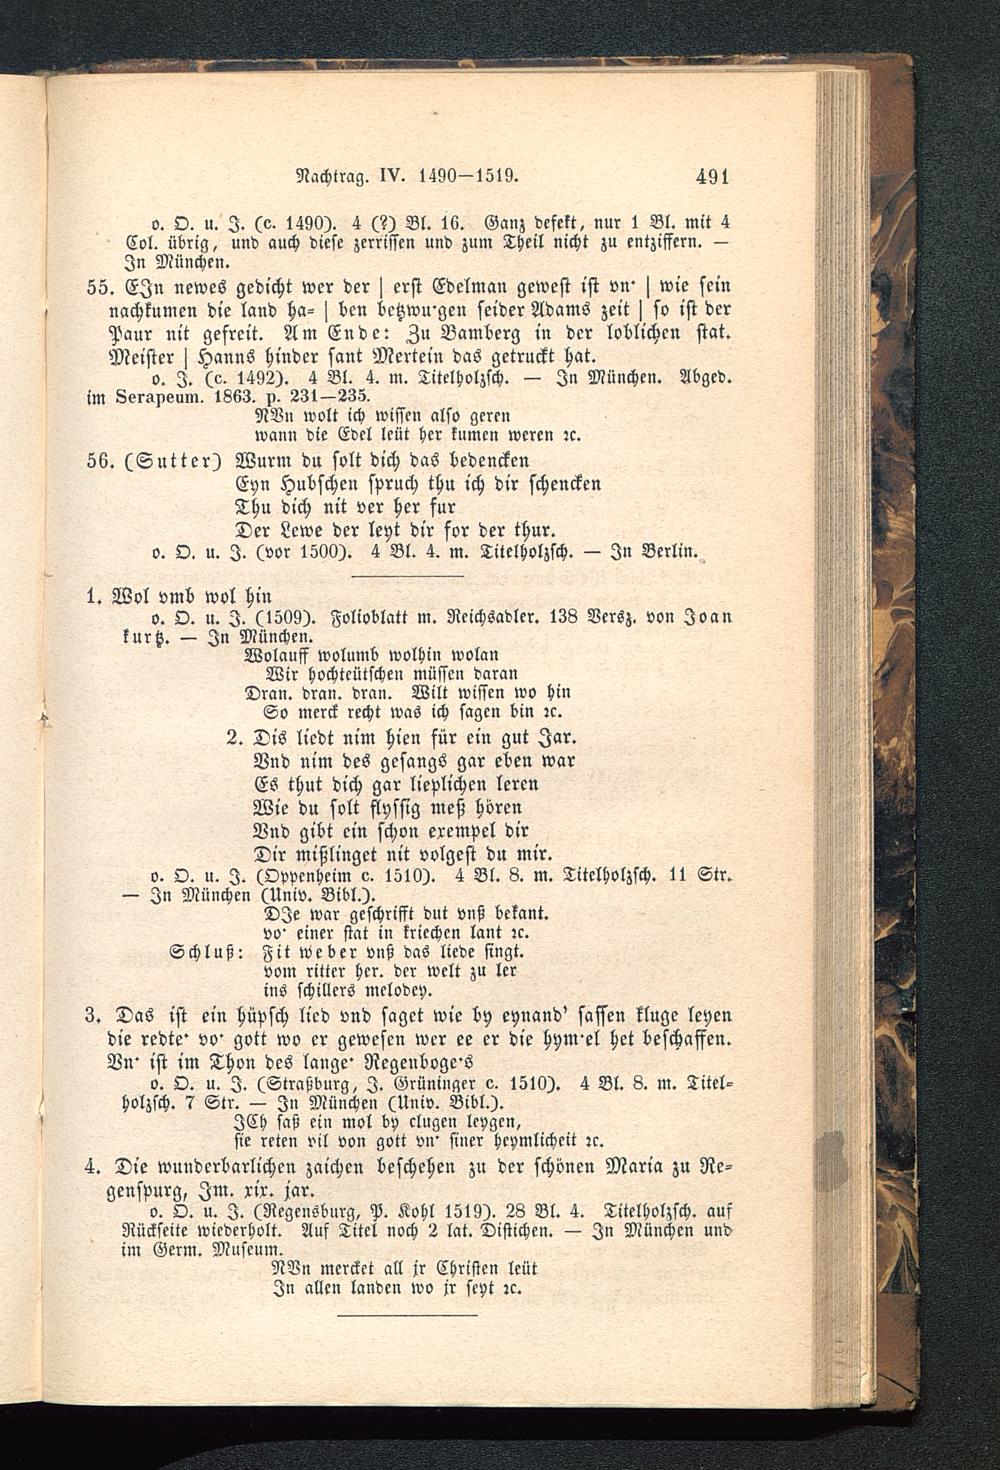 Nachtrag. IV. 1490—1519. 491
o. O. u. J. (c. 1490). 4 (?) Bl. 16. Ganz defekt, nur 1 Bl. mit 4
Col. übrig, und auch diese zerrissen und zum Theil nicht zu entziffern. —
In München.
55. EJn newes gedicht wer der | erst Edelman gewest ist vn· | wie sein
nachkumen die land ha= | ben betzwu·gen seider Adams zeit | so ist der
Paur nit gefreit. Am Ende: Zu Bamberg in der loblichen stat.
Meister | Hanns hinder sant Mertein das getruckt hat.
o. J. (c. 1492). 4 Bl. 4. m. Titelholzsch. — In München. Abged.
im Serapeum. 1863. p. 231—235.
NVn wolt ich wissen also geren
wann die Edel leüt her kumen weren ꝛc.
56. (Sutter) Wurm du solt dich das bedencken
Eyn Hubschen spruch thu ich dir schencken
Thu dich nit ver her fur
Der Lewe der leyt dir for der thur.
o. O. u. J. (vor 1500). 4 Bl. 4. m. Titelholzsch. — In Berlin.
1. Wol vmb wol hin
o. O. u. J. (1509). Folioblatt m. Reichsadler. 138 Versz. von Joan
kurtz. — In München.
Wolauff wolumb wolhin wolan
Wir hochteütschen müssen daran
Dran. dran. dran. Wilt wissen wo hin
So merck recht was ich sagen bin ꝛc.
2. Dis liedt nim hien für ein gut Jar.
Vnd nim des gesangs gar eben war
Es thut dich gar lieplichen leren
Wie du solt flyssig meß hören
Vnd gibt ein schon exempel dir
Dir mißlinget nit volgest du mir.
o. O. u. J. (Oppenheim c. 1510). 4 Bl. 8. m. Titelholzsch. 11 Str.
— In München (Univ. Bibl.).
DJe war geschrifft dut vnß bekant.
vo· einer stat in kriechen lant ꝛc.
Schluß: Fit weber vnß das liede singt.
vom ritter her. der welt zu ler
ins schillers melodey.
3. Das ist ein hüpsch lied vnd saget wie by eynand' sassen kluge leyen
die redte· vo· gott wo er gewesen wer ee er die hym·el het beschaffen.
Vn· ist im Thon des lange· Regenboge·s
o. O. u. J. (Straßburg, J. Grüninger c. 1510). 4 Bl. 8. m. Titel=
holzsch. 7 Str. — In München (Univ. Bibl.).
JCh saß ein mol by clugen leygen,
sie reten vil von gott vn· siner heymlicheit ꝛc.
4. Die wunderbarlichen zaichen beschehen zu der schönen Maria zu Re=
genspurg, Jm. xix. jar.
o. O. u. J. (Regensburg, P. Kohl 1519). 28 Bl. 4. Titelholzsch. auf
Rückseite wiederholt. Auf Titel noch 2 lat. Distichen. — In München und
im Germ. Museum.
NVn mercket all jr Christen leüt
In allen landen wo jr seyt ꝛc.